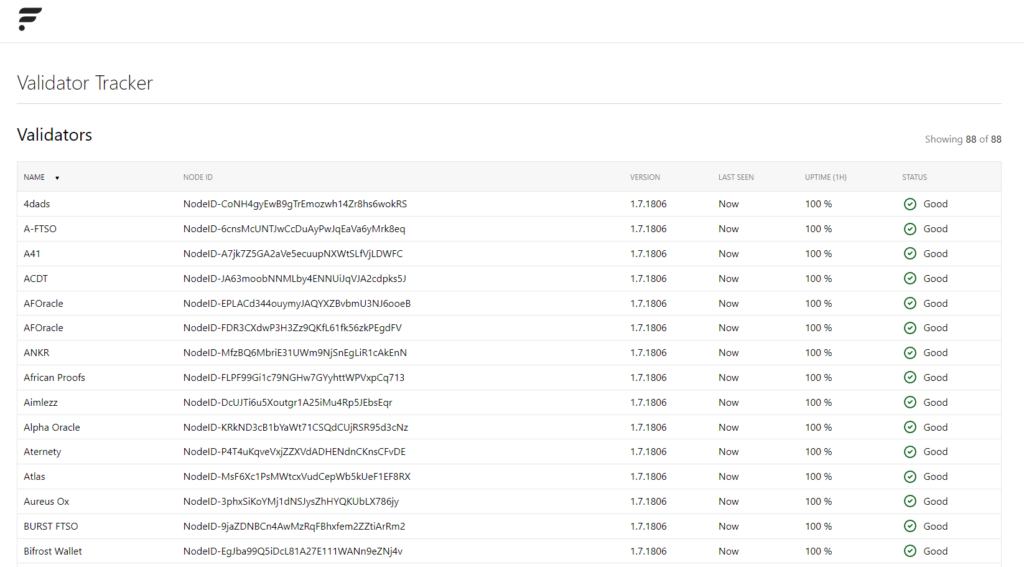 Validator Tracker
Validators
Showing 88 of 88
NAME NODE ID VERSION LAST SEEN UPTIME (1H) STATUS
4dads NodeID-CoNH4gyEwB9gTrEmozwh14Zr8hs6wokRS 1.7.1806 Now 100 % Good
A-FTSO NodeID-6cnsMcUNTJwCcDuAyPwJqEaVa6yMrk8eq 1.7.1806 Now 100 % Good
A41 NodeID-A7jk7Z5GA2aVe5ecuupNXWtSLfVjLDWFC 1.7.1806 Now 100 % Good
ACDT NodeID-JA63moobNNMLby4ENNUiJqVJA2cdpks5J 1.7.1806 Now 100 % Good
AFOracle NodeID-EPLACd344ouymyJAQYXZBvbmU3NJ6ooeB 1.7.1806 Now 100 % Good
AFOracle NodeID-FDR3CXdwP3H3Zz9QKfL61fk56zkPEgdFV 1.7.1806 Now 100 % Good
ANKR NodeID-MfzBQ6MbriE31UWm9NjSnEgLiR1cAkEnN 1.7.1806 Now 100 % Good
African Proofs NodeID-FLPF99Gi1c79NGHw7GYyhttWPVxpCq713 1.7.1806 Now 100 % Good
Aimlezz NodeID-DcUJTi6u5Xoutgr1A25iMu4Rp5JEbsEqr 1.7.1806 Now 100 % Good
Alpha Oracle NodeID-KRkND3cB1bYaWt71CSQdCUjRSR95d3cNz 1.7.1806 Now 100 % Good
Aternety NodeID-P4T4uKqveVxjZZXVdADHENdnCKnsCFvDE 1.7.1806 Now 100 % Good
Atlas NodeID-MsF6Xc1PsMWtcxVudCepWb5kUeF1EF8RX 1.7.1806 Now 100 % Good
Aureus Ox NodeID-3phxSiKoYMj1dNSJysZhHYQKUbLX786jy 1.7.1806 Now 100 % Good
BURST FTSO NodeID-9jaZDNBCn4AwMzRqFBhxfem2ZZtiArRm2 1.7.1806 Now 100 % Good
Bifrost Wallet NodeID-EgJba99Q5iDcL81A27E111WANn9eZNj4v 1.7.1806 Now 100 % Good